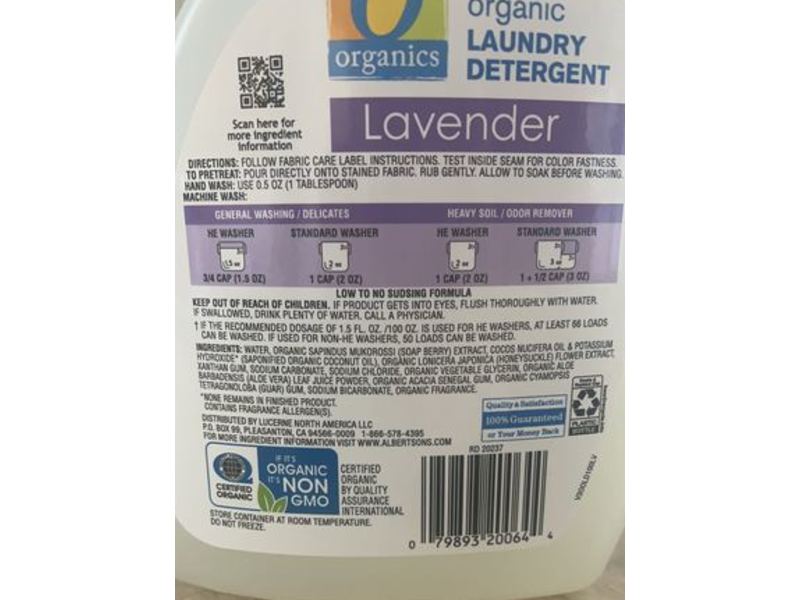 O
organics
organic
LAUNDRY
DETERGENT
Lavender
Scan here for
more ingredient
information
DIRECTIONS: FOLLOW FABRIC CARE LABEL INSTRUCTIONS. TEST INSIDE SEAM FOR COLOR FASTNESS.
TO PRETREAT: POUR DIRECTLY ONTO STAINED FABRIC. RUB GENTLY. ALLOW TO SOAK BEFORE WASHING.
HAND WASH: USE 0.5 OZ (1 TABLESPOON)
MACHINE WASH:
GENERAL WASHING / DELICATES
HEAVY SOIL / ODOR REMOVER
HE WASHER
STANDARD WASHER
HE WASHER
STANDARD WASHER
1.5 oz
2 oz
2 oz
3 oz
3/4 CAP (1.5 OZ)
1 CAP (2 OZ)
1 CAP (2 OZ)
1 + 1/2 CAP (3 OZ)
LOW TO NO SUDSING FORMULA
KEEP OUT OF REACH OF CHILDREN. IF PRODUCT GETS INTO EYES, FLUSH THOROUGHLY WITH WATER.
IF SWALLOWED, DRINK PLENTY OF WATER. CALL A PHYSICIAN.
† IF THE RECOMMENDED DOSAGE OF 1.5 FL. OZ. /100 OZ. IS USED FOR HE WASHERS, AT LEAST 66 LOADS
CAN BE WASHED. IF USED FOR NON-HE WASHERS, 50 LOADS CAN BE WASHED.
INGREDIENTS: WATER, ORGANIC SAPINDUS MUKOROSSI (SOAP BERRY) EXTRACT, COCOS NUCIFERA OIL & POTASSIUM
HYDROXIDE* (SAPONIFIED ORGANIC COCONUT OIL), ORGANIC LONICERA JAPONICA (HONEYSUCKLE) FLOWER EXTRACT,
XANTHAN GUM, SODIUM CARBONATE, SODIUM CHLORIDE, ORGANIC VEGETABLE GLYCERIN, ORGANIC ALOE
BARBADENSIS (ALOE VERA) LEAF JUICE POWDER, ORGANIC ACACIA SENEGAL GUM, ORGANIC CYAMOPSIS
TETRAGONOLOBA (GUAR) GUM, SODIUM BICARBONATE, ORGANIC FRAGRANCE.
*NONE REMAINS IN FINISHED PRODUCT.
CONTAINS FRAGRANCE ALLERGEN(S).
DISTRIBUTED BY LUCERNE NORTH AMERICA LLC
P.O. BOX 99, PLEASANTON, CA 94566-0009 1-866-578-4395
FOR MORE INGREDIENT INFORMATION VISIT WWW.ALBERTSONS.COM
Quality & Satisfaction
100% Guaranteed
or Your Money Back
PLASTIC
BOTTLE
RD 20237
CERTIFIED
ORGANIC
IF IT'S
ORGANIC
IT'S NON
GMO
CERTIFIED
ORGANIC
BY QUALITY
ASSURANCE
INTERNATIONAL
STORE CONTAINER AT ROOM TEMPERATURE.
DO NOT FREEZE.
0 79893 20064 4